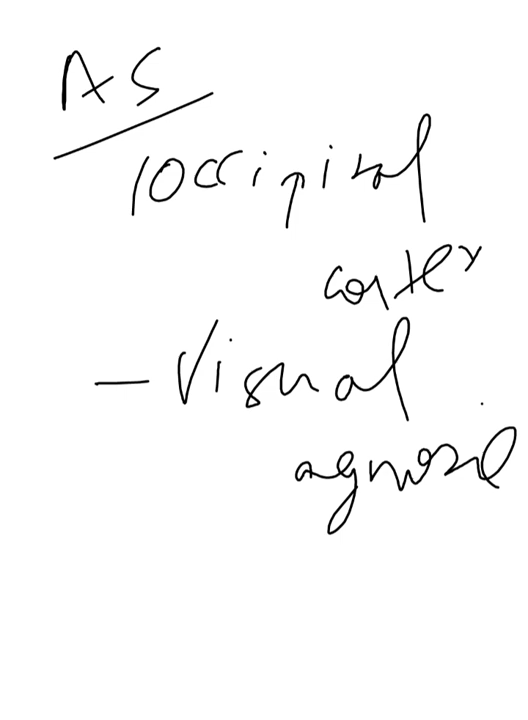 AS
occipital
cortex
- Visual
agnosie